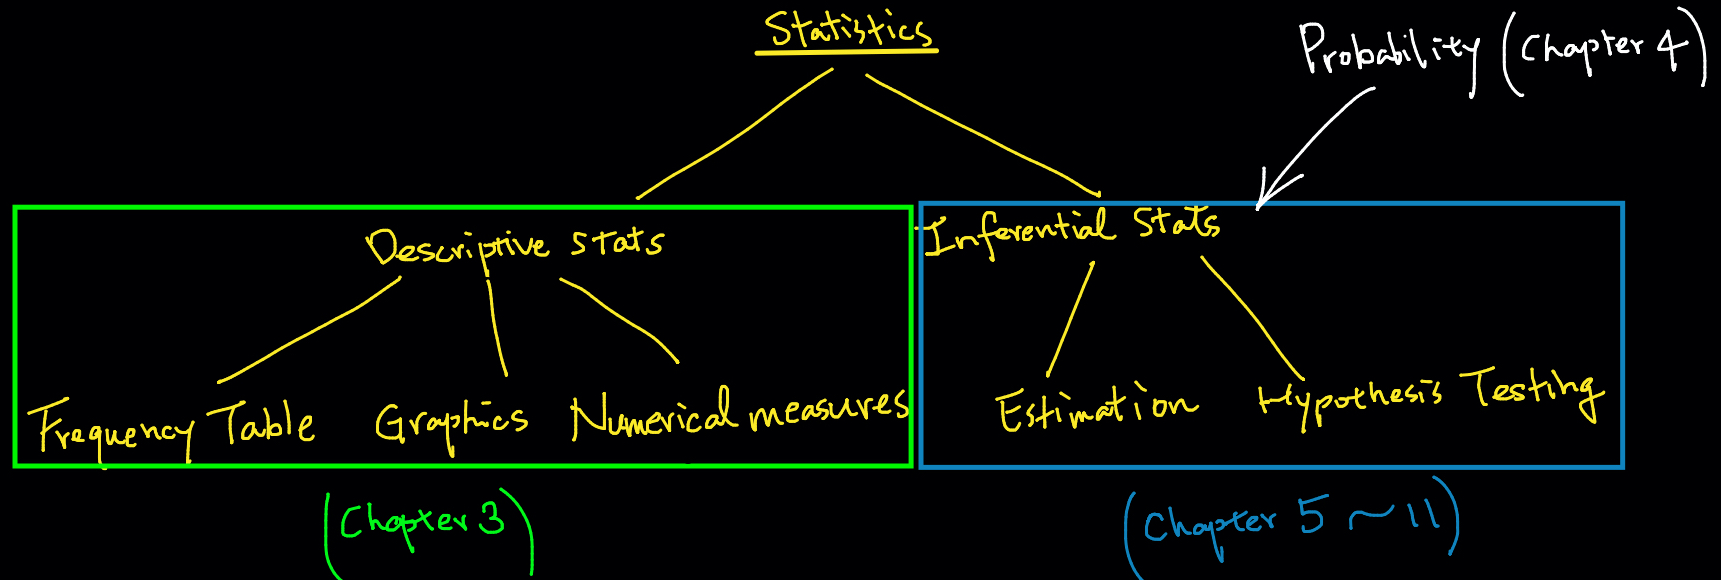 Statistics
Probability (Chapter 4)
Descriptive stats
Inferential Stats
Frequency Table
Graphics
Numerical measures
Estimation
Hypothesis Testing
(Chapter 3)
(Chapter 5 ~ 11)